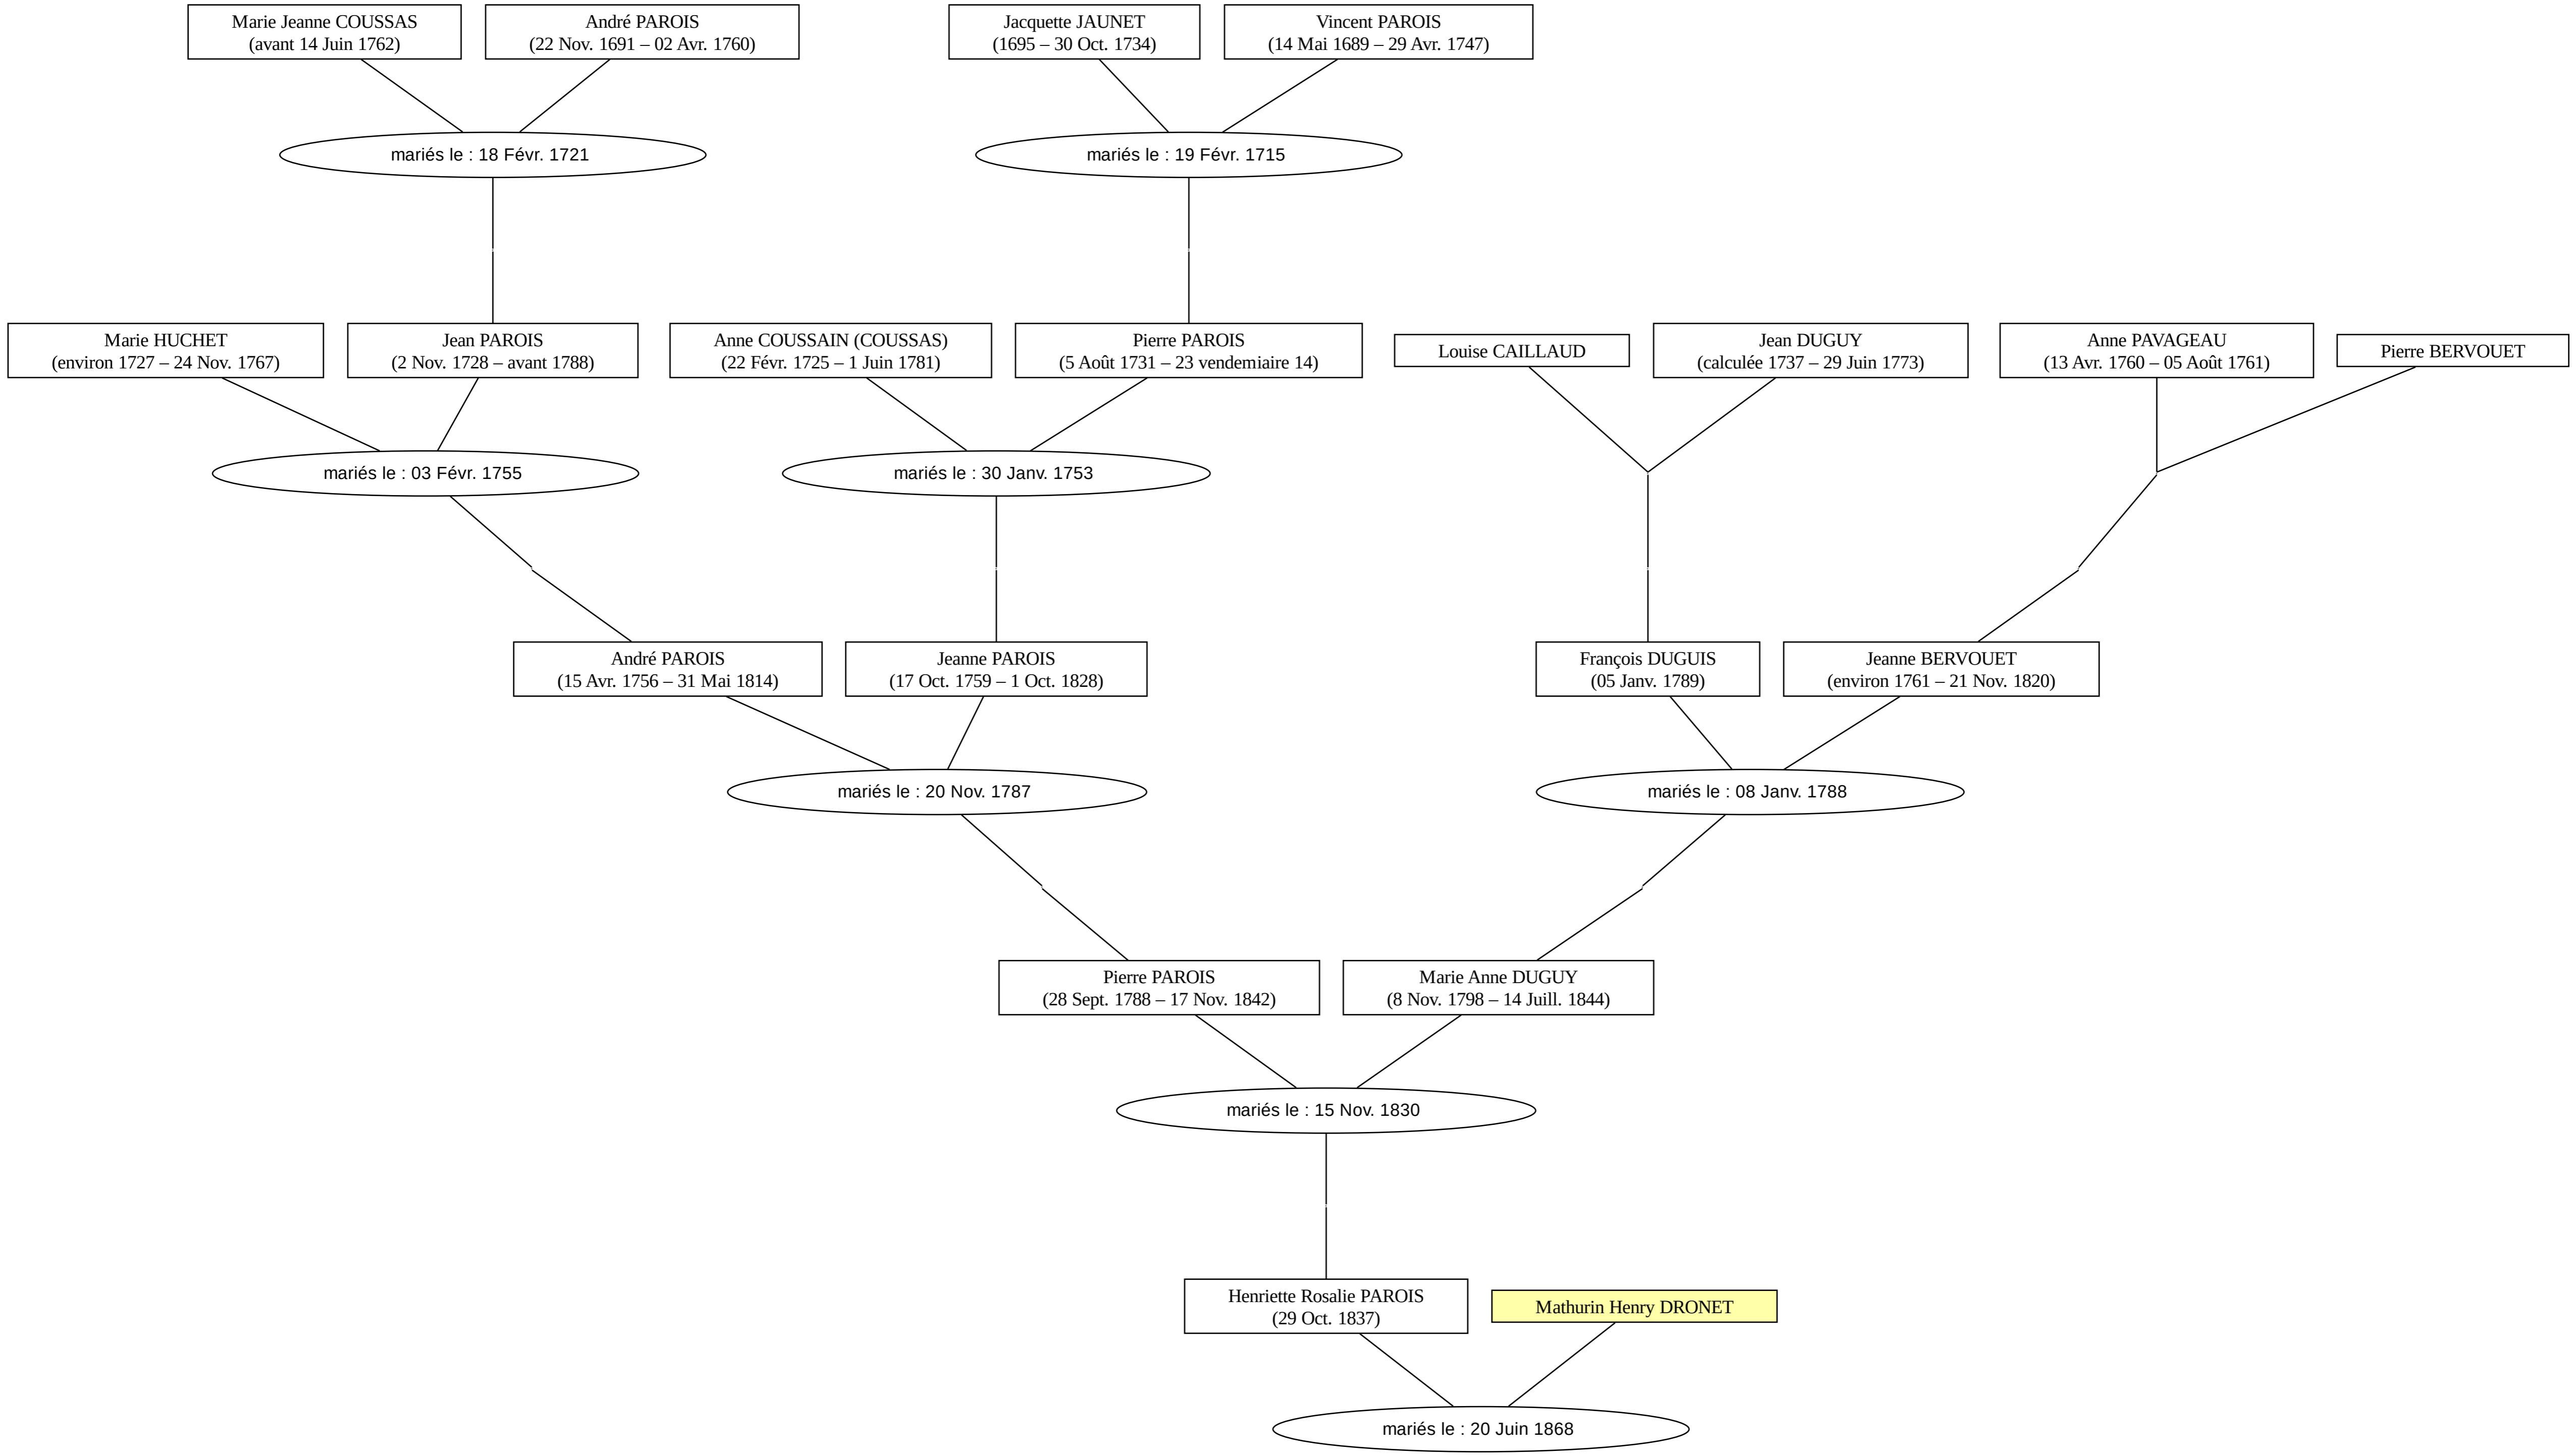 Marie Jeanne COUSSAS
(avant 14 Juin 1762)
André PAROIS
(22 Nov. 1691 – 02 Avr. 1760)
Jacquette JAUNET
(1695 – 30 Oct. 1734)
Vincent PAROIS
(14 Mai 1689 – 29 Avr. 1747)
mariés le : 18 Févr. 1721
mariés le : 19 Févr. 1715
Marie HUCHET
(environ 1727 – 24 Nov. 1767)
Jean PAROIS
(2 Nov. 1728 – avant 1788)
Anne COUSSAIN (COUSSAS)
(22 Févr. 1725 – 1 Juin 1781)
Pierre PAROIS
(5 Août 1731 – 23 vendemiaire 14)
Louise CAILLAUD
Jean DUGUY
(calculée 1737 – 29 Juin 1773)
Anne PAVAGEAU
(13 Avr. 1760 – 05 Août 1761)
Pierre BERVOUET
mariés le : 03 Févr. 1755
mariés le : 30 Janv. 1753
André PAROIS
(15 Avr. 1756 – 31 Mai 1814)
Jeanne PAROIS
(17 Oct. 1759 – 1 Oct. 1828)
François DUGUIS
(05 Janv. 1789)
Jeanne BERVOUET
(environ 1761 – 21 Nov. 1820)
mariés le : 20 Nov. 1787
mariés le : 08 Janv. 1788
Pierre PAROIS
(28 Sept. 1788 – 17 Nov. 1842)
Marie Anne DUGUY
(8 Nov. 1798 – 14 Juill. 1844)
mariés le : 15 Nov. 1830
Henriette Rosalie PAROIS
(29 Oct. 1837)
Mathurin Henry DRONET
mariés le : 20 Juin 1868